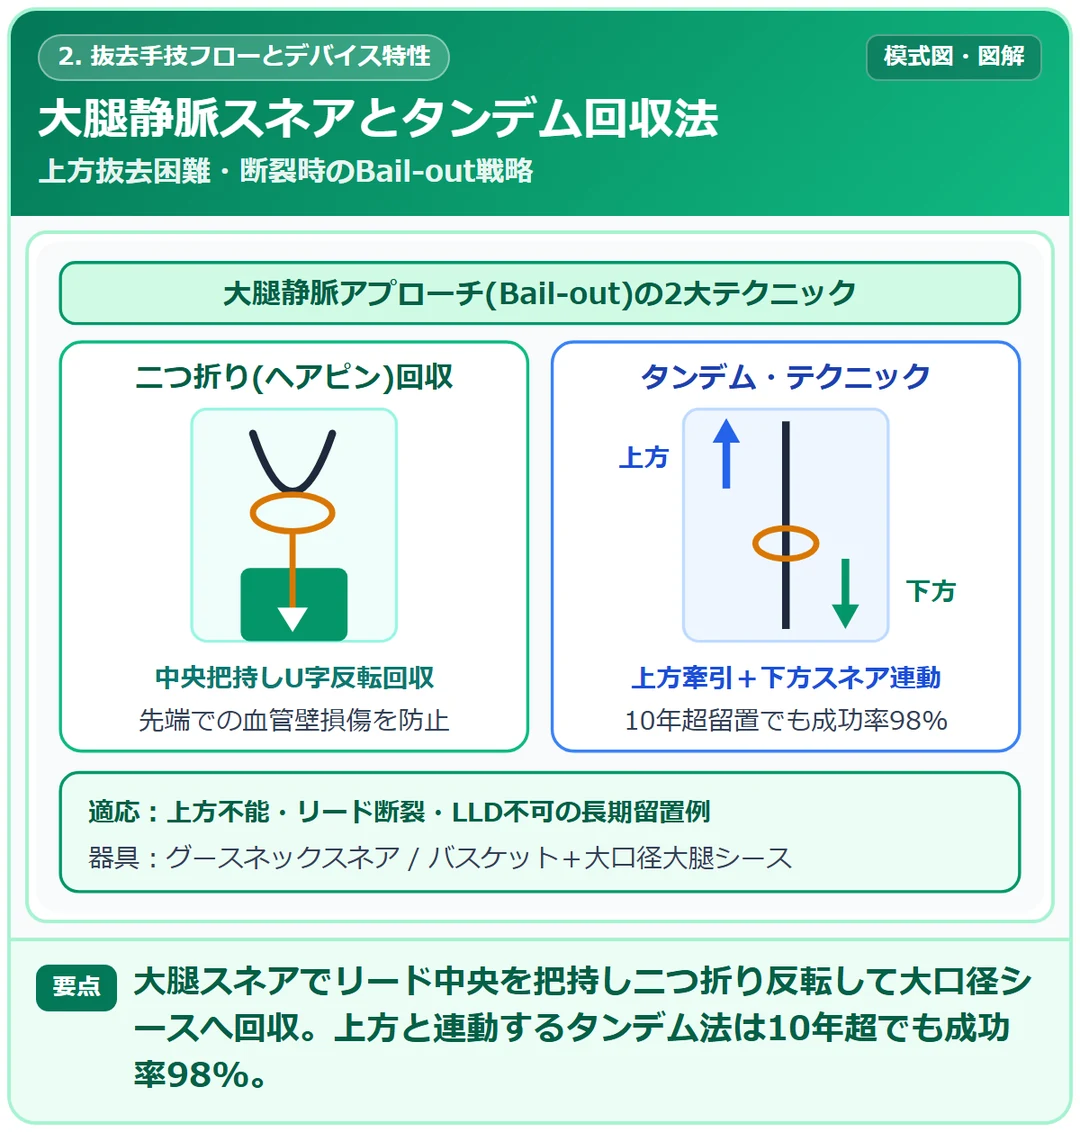 2. 抜去手技フローとデバイス特性
模式図・図解
大腿静脈スネアとタンデム回収法
上方抜去困難・断裂時のBail-out戦略
大腿静脈アプローチ(Bail-out)の2大テクニック
二つ折り(ヘアピン)回収
中央把持しU字反転回収
先端での血管壁損傷を防止
タンデム・テクニック
上方
下方
上方牽引＋下方スネア連動
10年超留置でも成功率98%
適応：上方不能・リード断裂・LLD不可の長期留置例
器具：グースネックスネア / バスケット＋大口径大腿シース
要点
大腿スネアでリード中央を把持し二つ折り反転して大口径シ
ースへ回収。上方と連動するタンデム法は10年超でも成功
率98%。